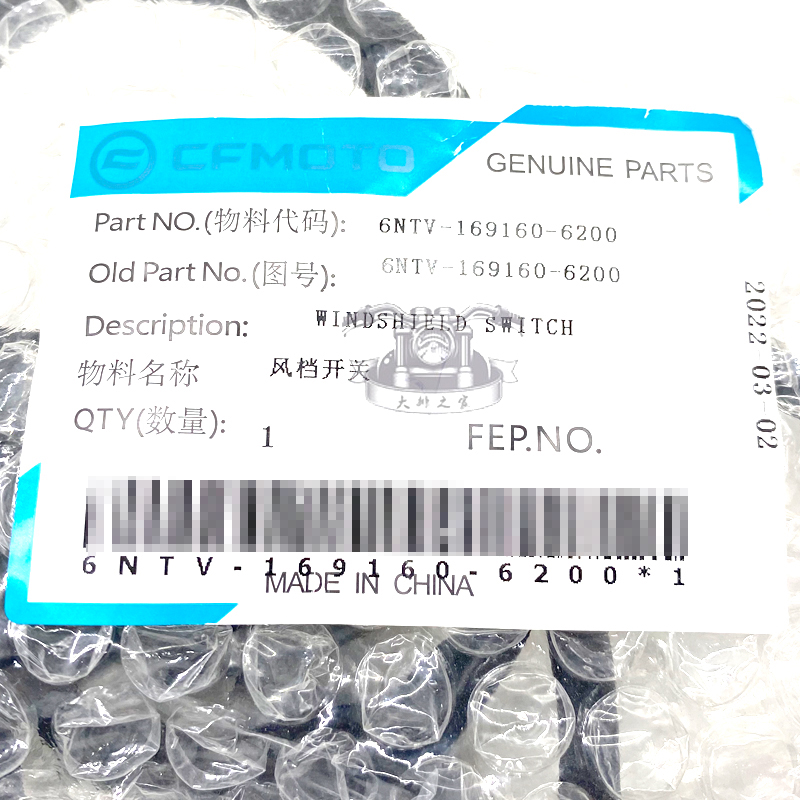 CFMOTO
GENUINE PARTS
Part NO.(物料代码): 6NTV-169160-6200
Old Part No.(图号): 6NTV-169160-6200
Description: WINDSHIELD SWITCH
物料名称 风档开关
大排之家
QTY(数量): 1 FEP.NO.
2022-03-02
6NTV-169160-6200*1
MADE IN CHINA